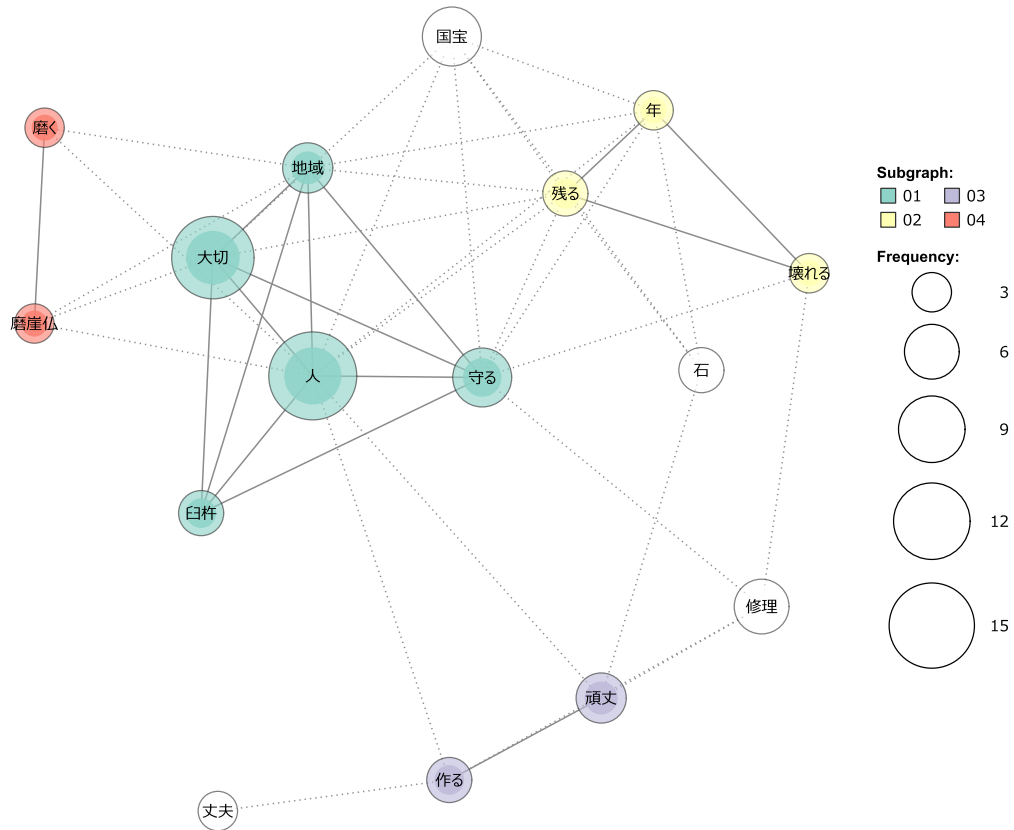 国宝
年
磨く
地域
残る
大切
壊れる
磨崖仏
人
守る
石
臼杵
修理
頑丈
作る
丈夫
Subgraph:
01 03
02 04
Frequency:
3
6
9
12
15